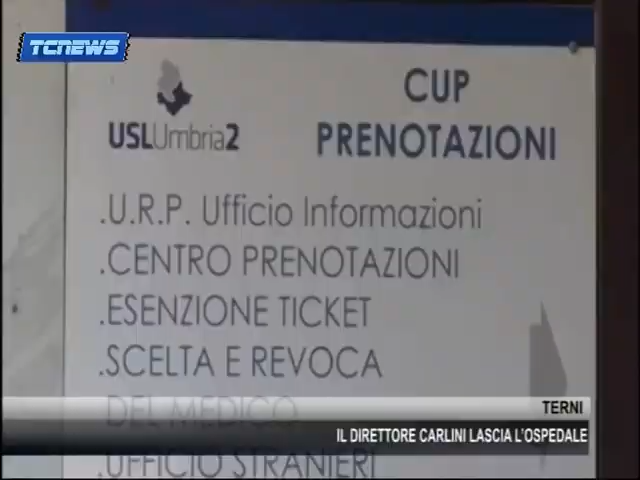 TCNEWS
USLUmbria2
CUP
PRENOTAZIONI
.U.R.P. Ufficio Informazioni
.CENTRO PRENOTAZIONI
.ESENZIONE TICKET
.SCELTA E REVOCA
DEL MEDICO
.UFFICIO STRANIERI
TERNI
IL DIRETTORE CARLINI LASCIA L'OSPEDALE